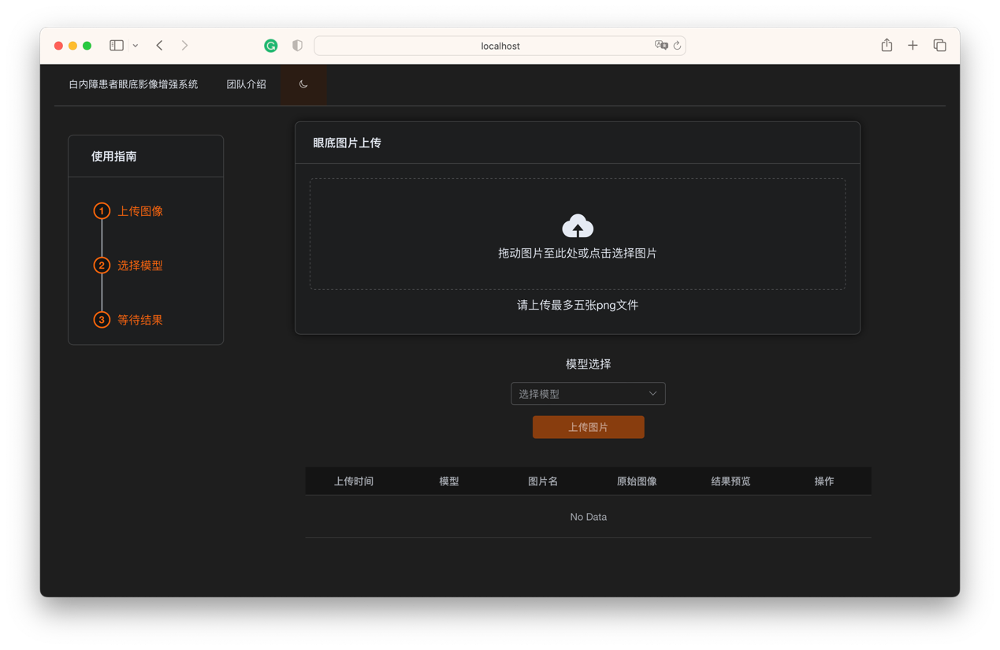 localhost
白内障患者眼底影像增强系统 团队介绍
使用指南
1 上传图像
2 选择模型
3 等待结果
眼底图片上传
拖动图片至此处或点击选择图片
请上传最多五张png文件
模型选择
选择模型
上传图片
上传时间 模型 图片名 原始图像 结果预览 操作
No Data